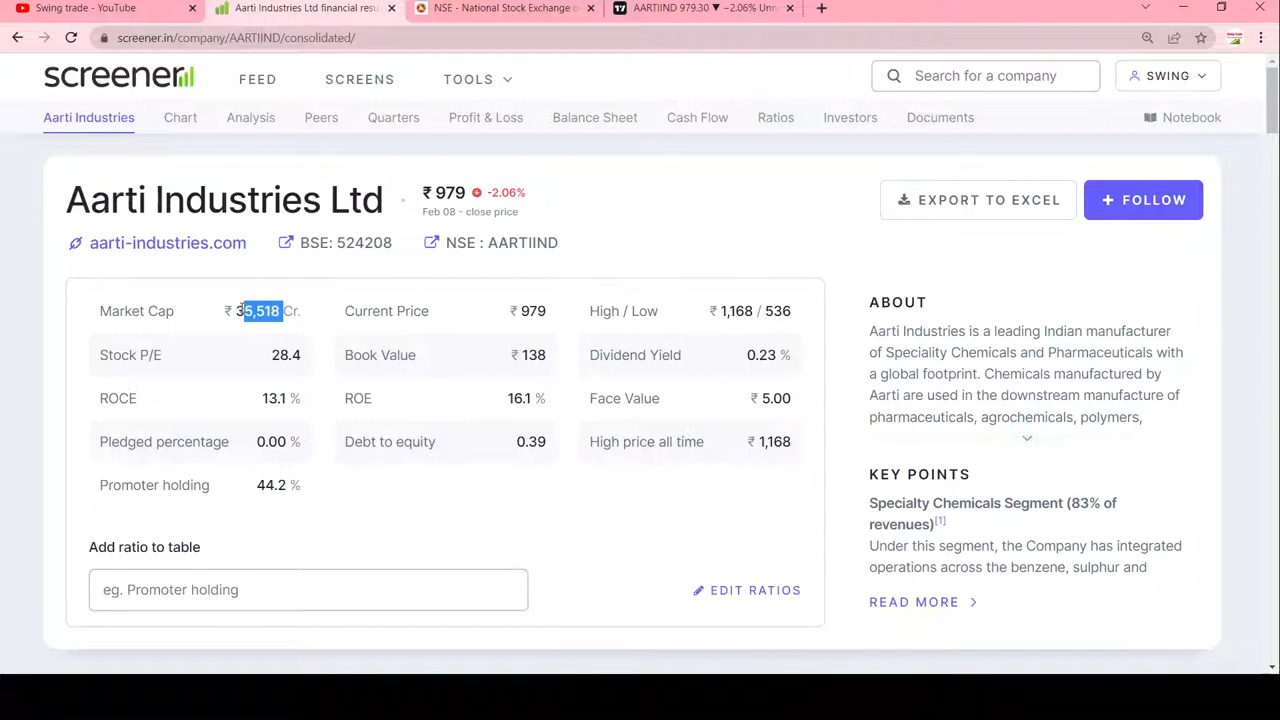 Swing trade - YouTube
Aarti Industries Ltd financial resu
NSE - National Stock Exchange o
AARTIIND 979.30 ▼ −2.06% Unn
screener.in/company/AARTIIND/consolidated/
screener
FEED
SCREENS
TOOLS
Search for a company
SWING
Aarti Industries
Chart
Analysis
Peers
Quarters
Profit & Loss
Balance Sheet
Cash Flow
Ratios
Investors
Documents
Notebook
Aarti Industries Ltd
₹ 979 -2.06%
Feb 08 - close price
EXPORT TO EXCEL
+ FOLLOW
aarti-industries.com
BSE: 524208
NSE : AARTIIND
Market Cap ₹ 35,518 Cr.
Current Price ₹ 979
High / Low ₹ 1,168 / 536
Stock P/E 28.4
Book Value ₹ 138
Dividend Yield 0.23 %
ROCE 13.1 %
ROE 16.1 %
Face Value ₹ 5.00
Pledged percentage 0.00 %
Debt to equity 0.39
High price all time ₹ 1,168
Promoter holding 44.2 %
Add ratio to table
eg. Promoter holding
EDIT RATIOS
ABOUT
Aarti Industries is a leading Indian manufacturer
of Speciality Chemicals and Pharmaceuticals with
a global footprint. Chemicals manufactured by
Aarti are used in the downstream manufacture of
pharmaceuticals, agrochemicals, polymers,
KEY POINTS
Specialty Chemicals Segment (83% of
revenues)[1]
Under this segment, the Company has integrated
operations across the benzene, sulphur and
READ MORE